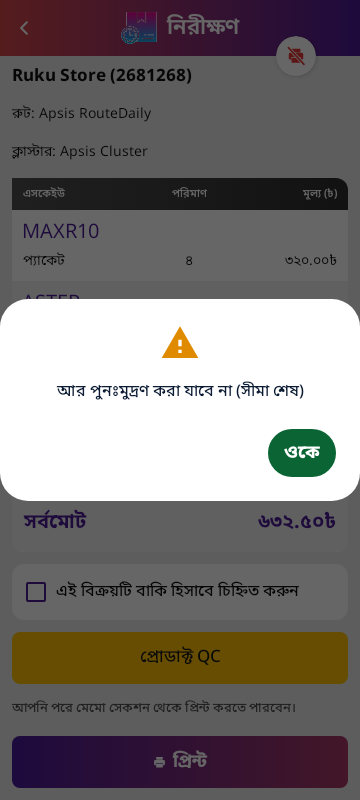 নিরীক্ষণ
Ruku Store (2681268)
রুট: Apsis RouteDaily
ক্লাস্টার: Apsis Cluster
এসকেইউ পরিমাণ মূল্য (৳)
MAXR10
প্যাকেট ৪ ৩২০.০০৳
আর পুনঃমুদ্রণ করা যাবে না (সীমা শেষ)
ওকে
সর্বমোট ৬৩২.৫০৳
এই বিক্রয়টি বাকি হিসাবে চিহ্নিত করুন
প্রোডাক্ট QC
আপনি পরে মেমো সেকশন থেকে প্রিন্ট করতে পারবেন।
প্রিন্ট